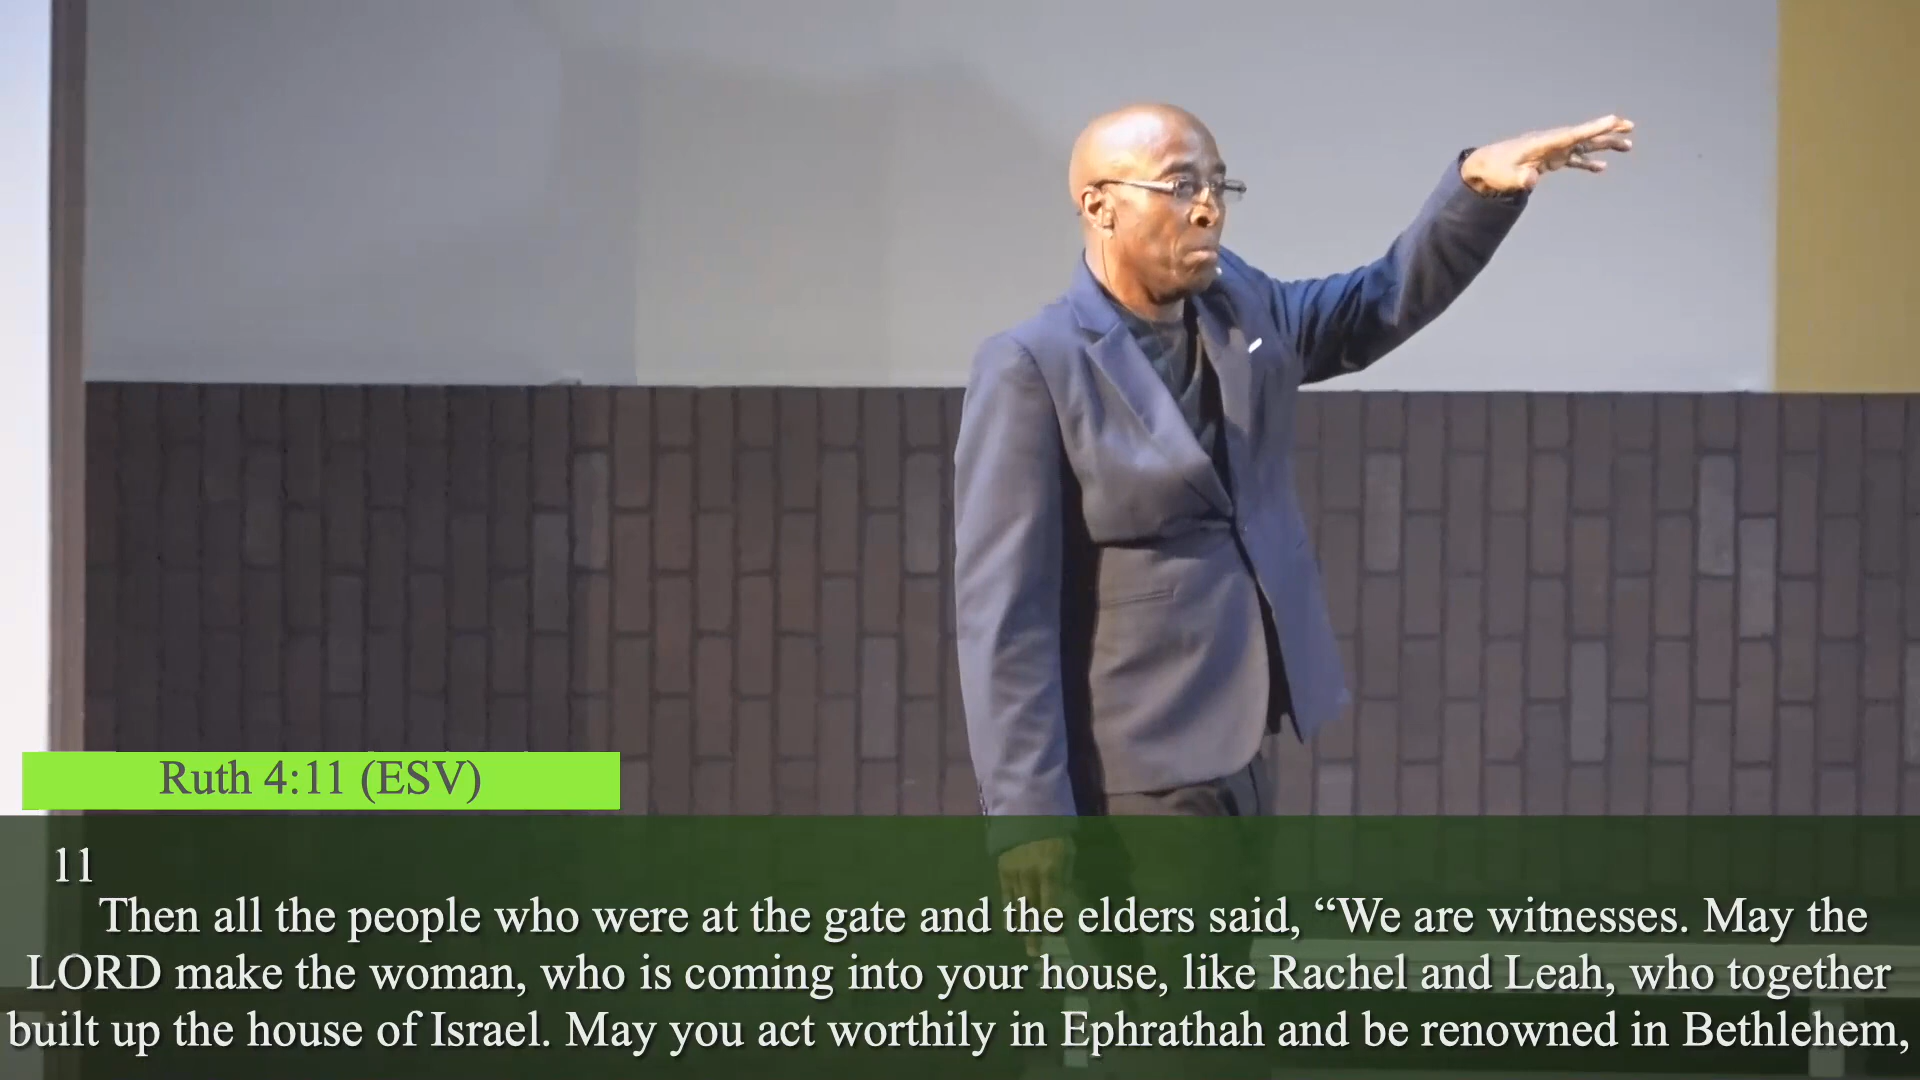 Ruth 4:11 (ESV)
11
Then all the people who were at the gate and the elders said, “We are witnesses. May the
LORD make the woman, who is coming into your house, like Rachel and Leah, who together
built up the house of Israel. May you act worthily in Ephrathah and be renowned in Bethlehem,